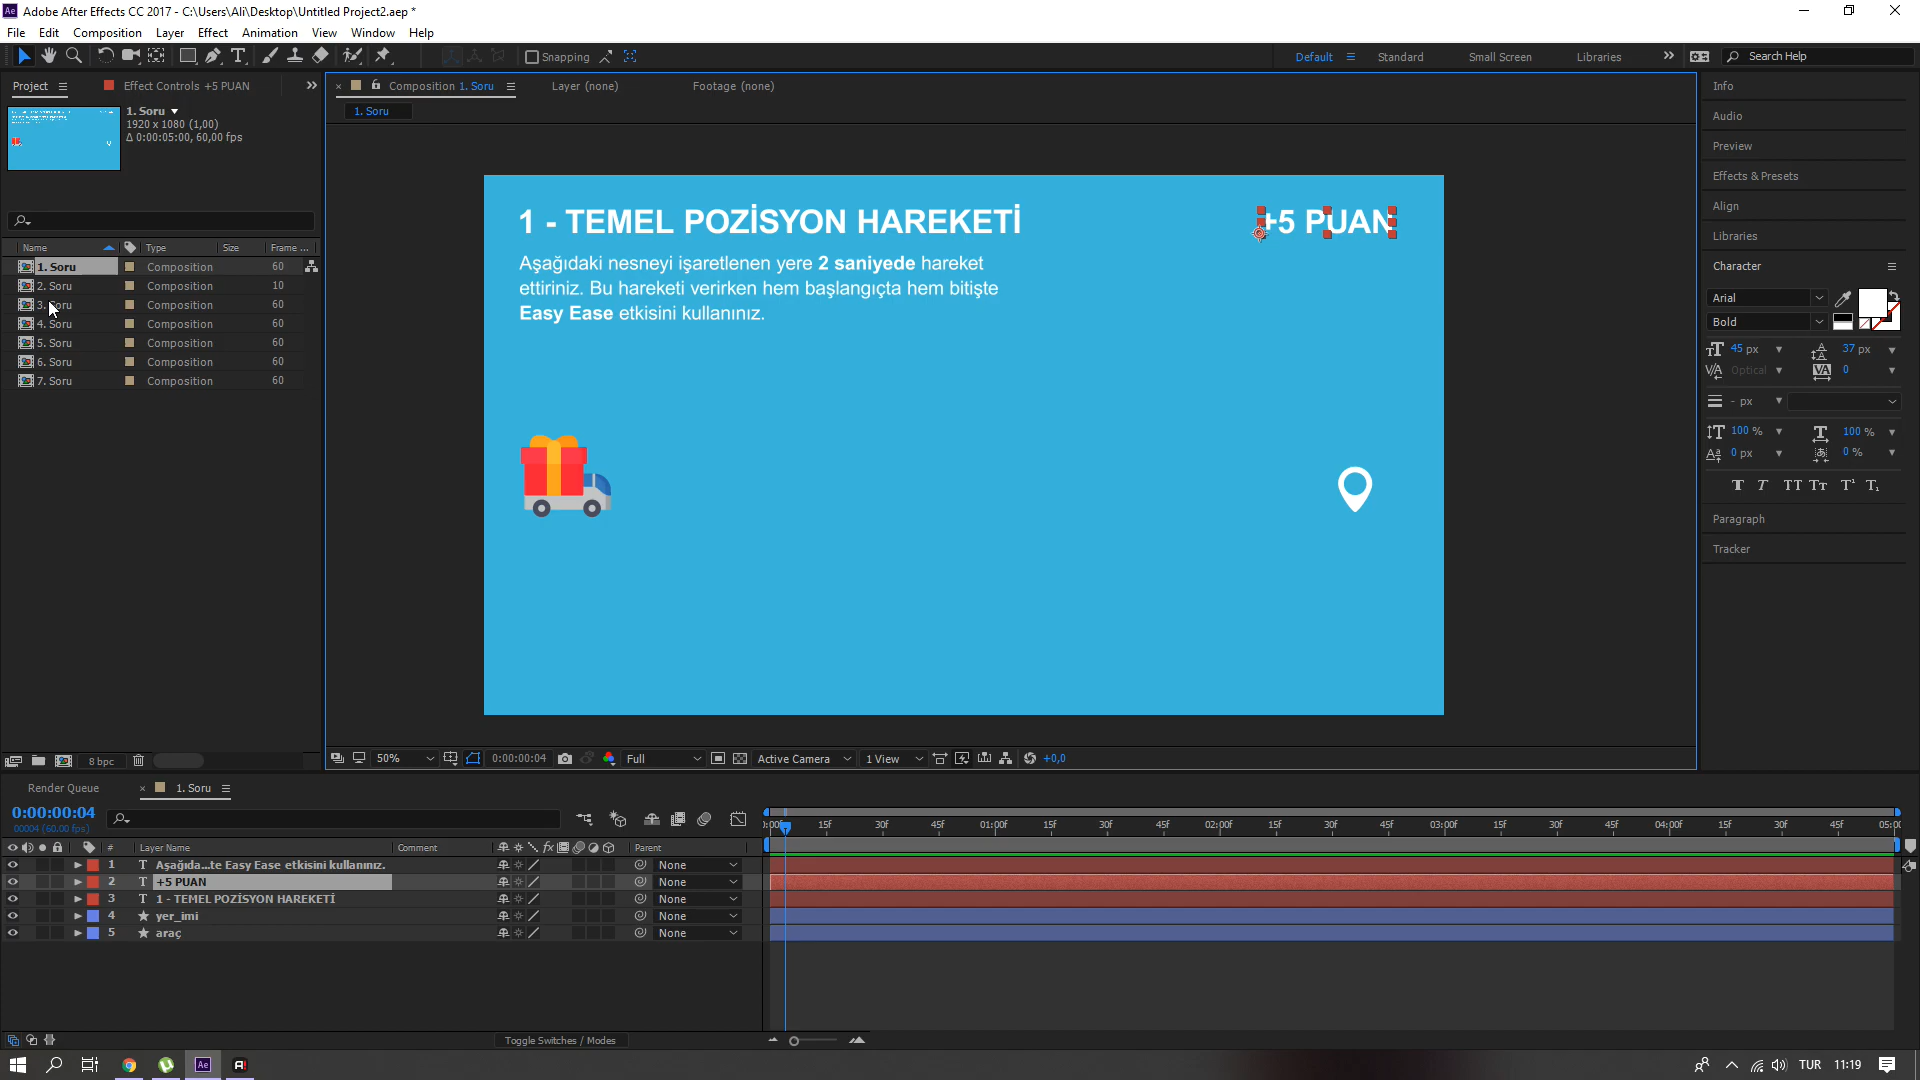 Adobe After Effects CC 2017 - C:\Users\Ali\Desktop\Untitled Project2.aep *
File Edit Composition Layer Effect Animation View Window Help
Snapping
Default Standard Small Screen Libraries Search Help
Project Effect Controls +5 PUAN
1. Soru
1920 x 1080 (1,00)
Δ 0:00:05:00, 60,00 fps
Name Type Size Frame ...
1. Soru Composition 60
2. Soru Composition 10
3. Soru Composition 60
4. Soru Composition 60
5. Soru Composition 60
6. Soru Composition 60
7. Soru Composition 60
8 bpc
Composition 1. Soru Layer (none) Footage (none)
1. Soru
1 - TEMEL POZİSYON HAREKETİ
+5 PUAN
Aşağıdaki nesneyi işaretlenen yere 2 saniyede hareket
ettiriniz. Bu hareketi verirken hem başlangıçta hem bitişte
Easy Ease etkisini kullanınız.
50% 0:00:00:04 Full Active Camera 1 View +0,0
Info
Audio
Preview
Effects & Presets
Align
Libraries
Character
Arial
Bold
45 px 37 px
Optical 0
- px
100 % 100 %
0 px 0 %
Paragraph
Tracker
Render Queue 1. Soru
0:00:00:04
00004 (60.00 fps)
# Layer Name Comment Parent
1 Aşağıda...te Easy Ease etkisini kullanınız. None
2 +5 PUAN None
3 1 - TEMEL POZİSYON HAREKETİ None
4 yer_imi None
5 araç None
):00f 15f 30f 45f 01:00f 15f 30f 45f 02:00f 15f 30f 45f 03:00f 15f 30f 45f 04:00f 15f 30f 45f 05:00
Toggle Switches / Modes
TUR 11:19